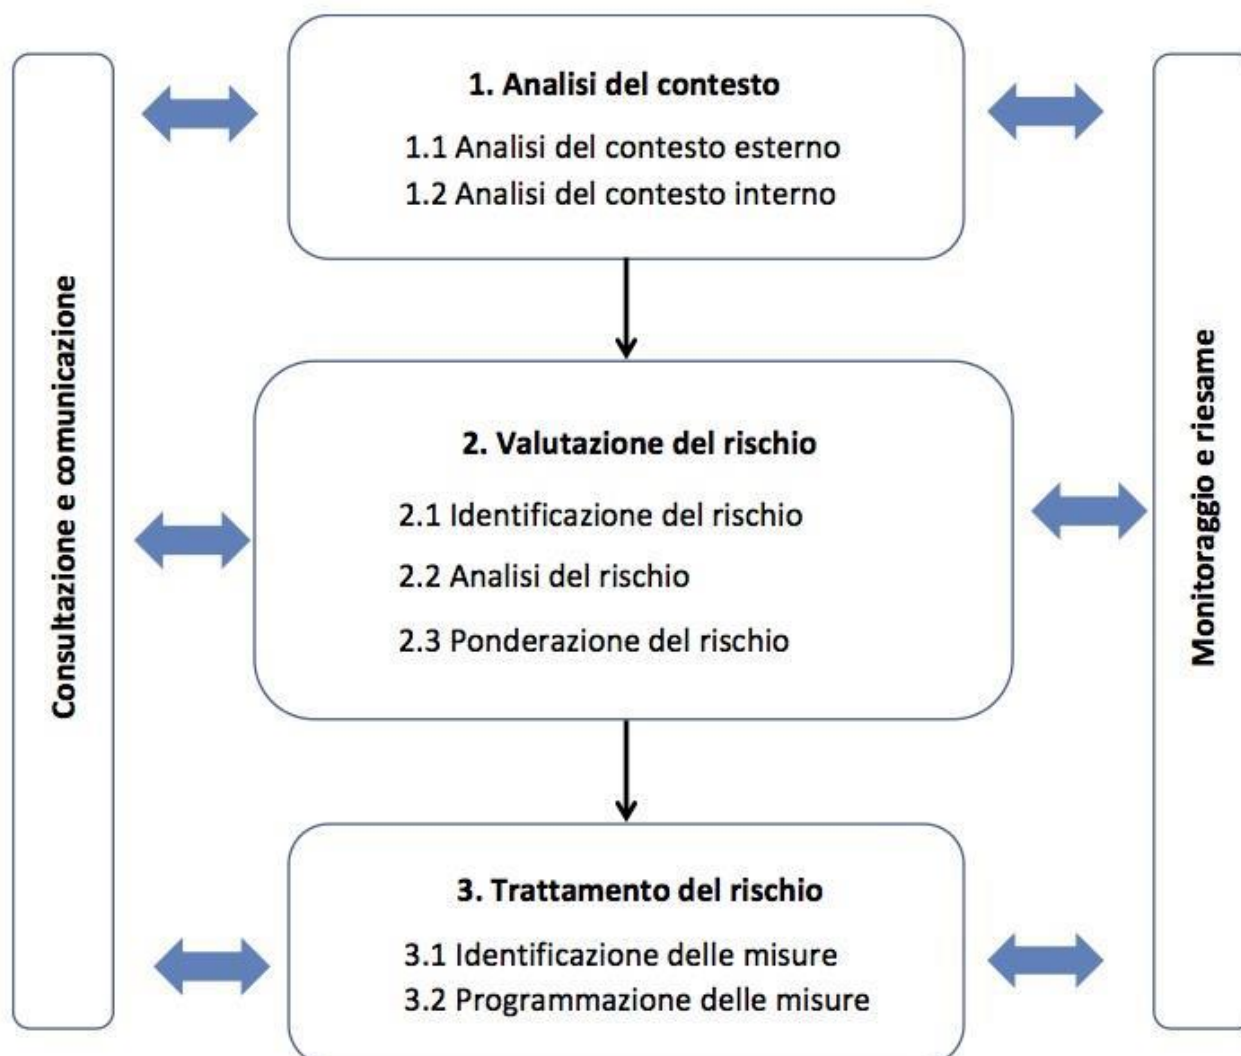 Consultazione e comunicazione
1. Analisi del contesto
1.1 Analisi del contesto esterno
1.2 Analisi del contesto interno
2. Valutazione del rischio
2.1 Identificazione del rischio
2.2 Analisi del rischio
2.3 Ponderazione del rischio
3. Trattamento del rischio
3.1 Identificazione delle misure
3.2 Programmazione delle misure
Monitoraggio e riesame